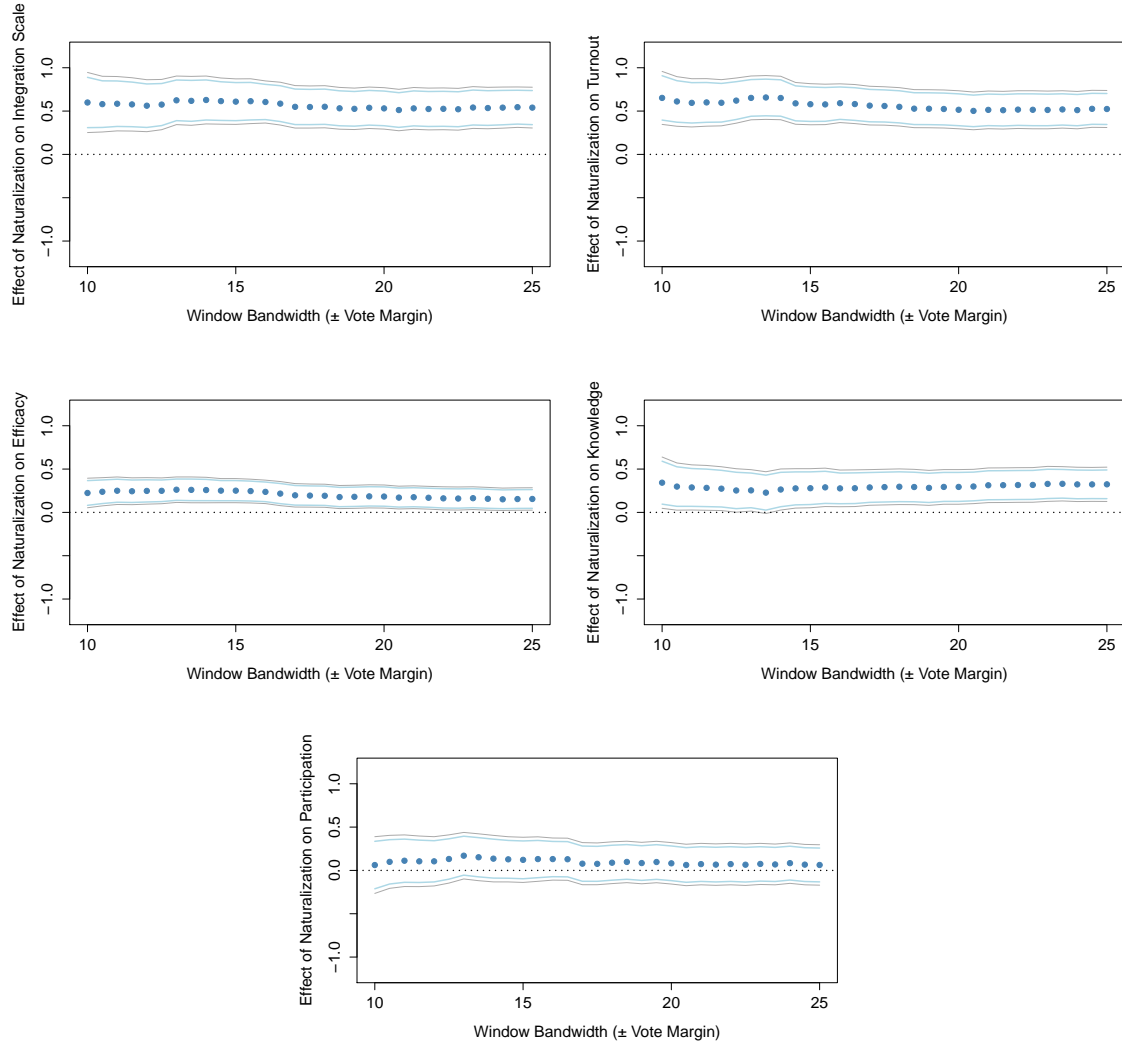 Effect of Naturalization on Integration Scale
1.0
0.5
0.0
−1.0
10 15 20 25
Window Bandwidth (± Vote Margin)
Effect of Naturalization on Turnout
1.0
0.5
0.0
−1.0
10 15 20 25
Window Bandwidth (± Vote Margin)
Effect of Naturalization on Efficacy
1.0
0.5
0.0
−1.0
10 15 20 25
Window Bandwidth (± Vote Margin)
Effect of Naturalization on Knowledge
1.0
0.5
0.0
−1.0
10 15 20 25
Window Bandwidth (± Vote Margin)
Effect of Naturalization on Participation
1.0
0.5
0.0
−1.0
10 15 20 25
Window Bandwidth (± Vote Margin)